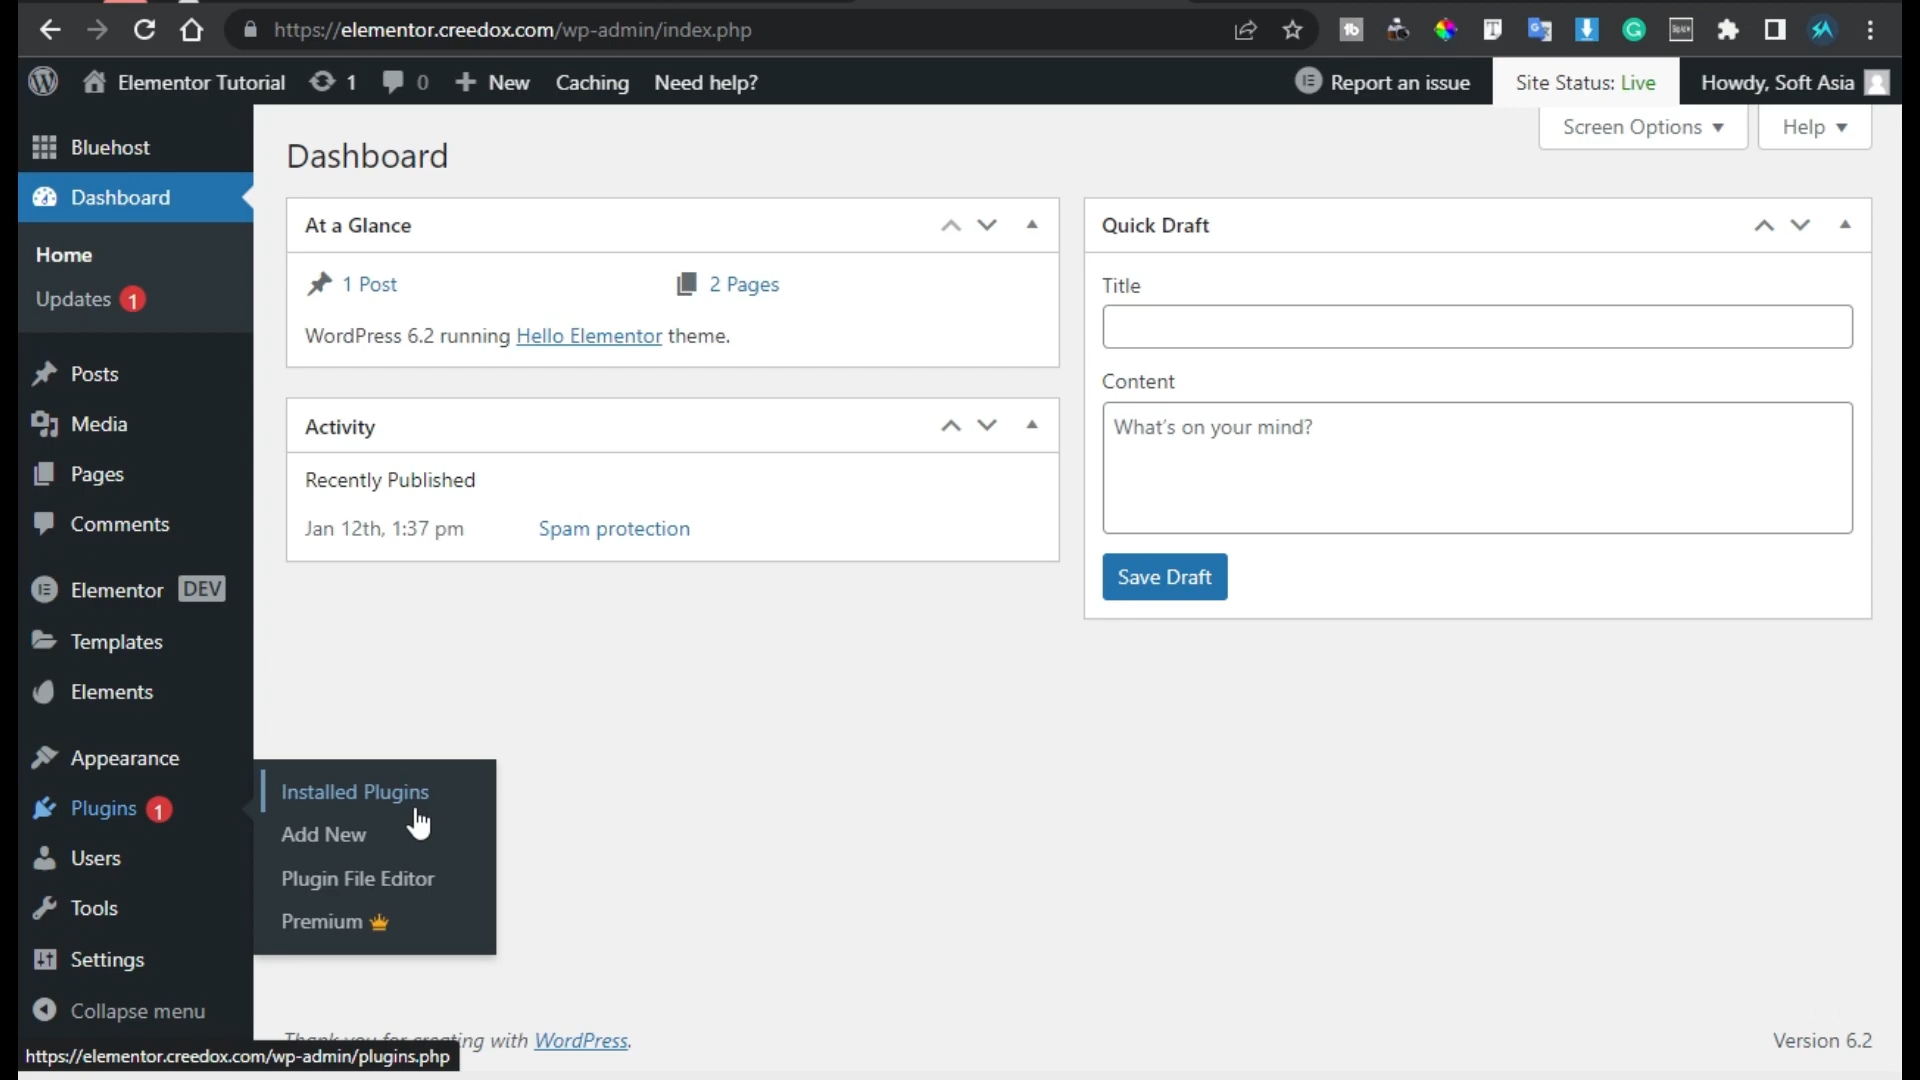 https://elementor.creedox.com/wp-admin/index.php
Elementor Tutorial 1 0 New Caching Need help? Report an issue Site Status: Live Howdy, Soft Asia
Screen Options Help
Bluehost
Dashboard
Home
Updates 1
Posts
Media
Pages
Comments
Elementor DEV
Templates
Elements
Appearance
Plugins 1
Users
Tools
Settings
Collapse menu
Installed Plugins
Add New
Plugin File Editor
Premium
Dashboard
At a Glance
1 Post 2 Pages
WordPress 6.2 running Hello Elementor theme.
Activity
Recently Published
Jan 12th, 1:37 pm Spam protection
Quick Draft
Title
Content
What's on your mind?
Save Draft
Thank you for creating with WordPress.
Version 6.2
https://elementor.creedox.com/wp-admin/plugins.php